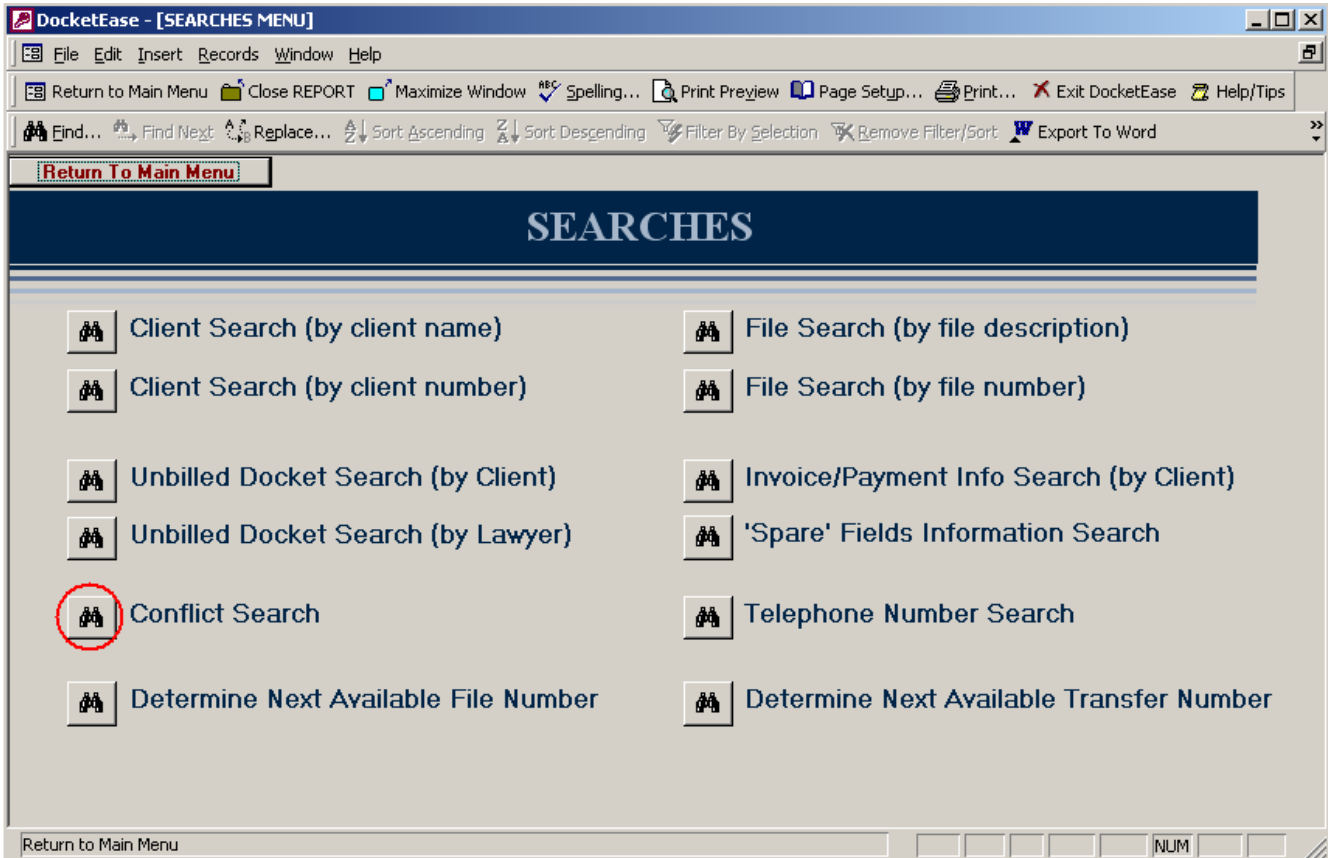 DocketEase - [SEARCHES MENU]
File Edit Insert Records Window Help
Return to Main Menu Close REPORT Maximize Window ABC Spelling... Print Preview Page Setup... Print... Exit DocketEase Help/Tips
Find... Find Next Replace... Sort Ascending Sort Descending Filter By Selection Remove Filter/Sort Export To Word
Return To Main Menu
SEARCHES
Client Search (by client name) File Search (by file description)
Client Search (by client number) File Search (by file number)
Unbilled Docket Search (by Client) Invoice/Payment Info Search (by Client)
Unbilled Docket Search (by Lawyer) 'Spare' Fields Information Search
Conflict Search Telephone Number Search
Determine Next Available File Number Determine Next Available Transfer Number
Return to Main Menu NUM